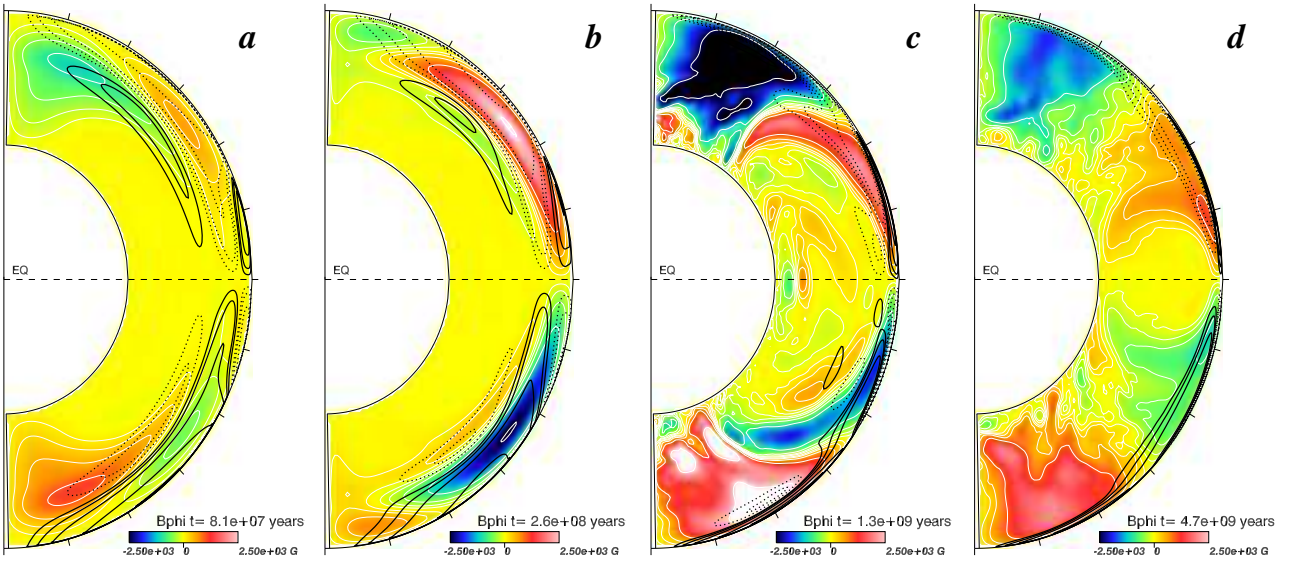 a
b
c
d
EQ
EQ
EQ
EQ
Bphi t= 8.1e+07 years
-2.50e+03 0 2.50e+03 G
Bphi t= 2.6e+08 years
-2.50e+03 0 2.50e+03 G
Bphi t= 1.3e+09 years
-2.50e+03 0 2.50e+03 G
Bphi t= 4.7e+09 years
-2.50e+03 0 2.50e+03 G